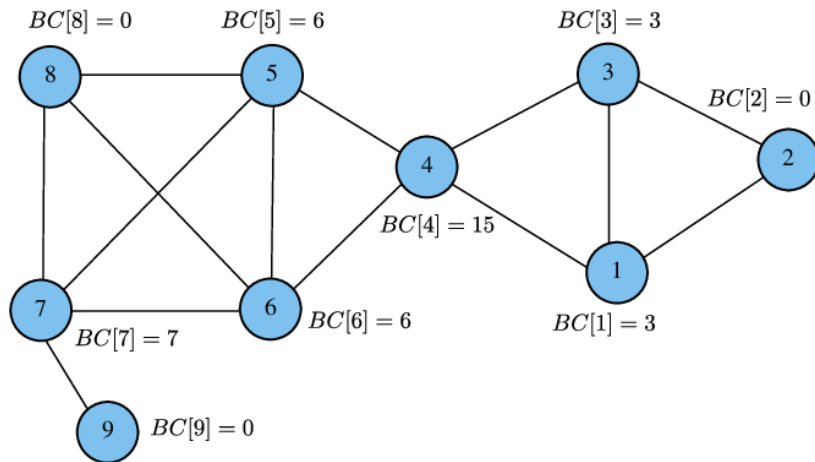 BC[8] = 0
BC[5] = 6
BC[3] = 3
8
5
3
BC[2] = 0
4
2
BC[4] = 15
1
7
6
BC[7] = 7
BC[6] = 6
BC[1] = 3
9
BC[9] = 0